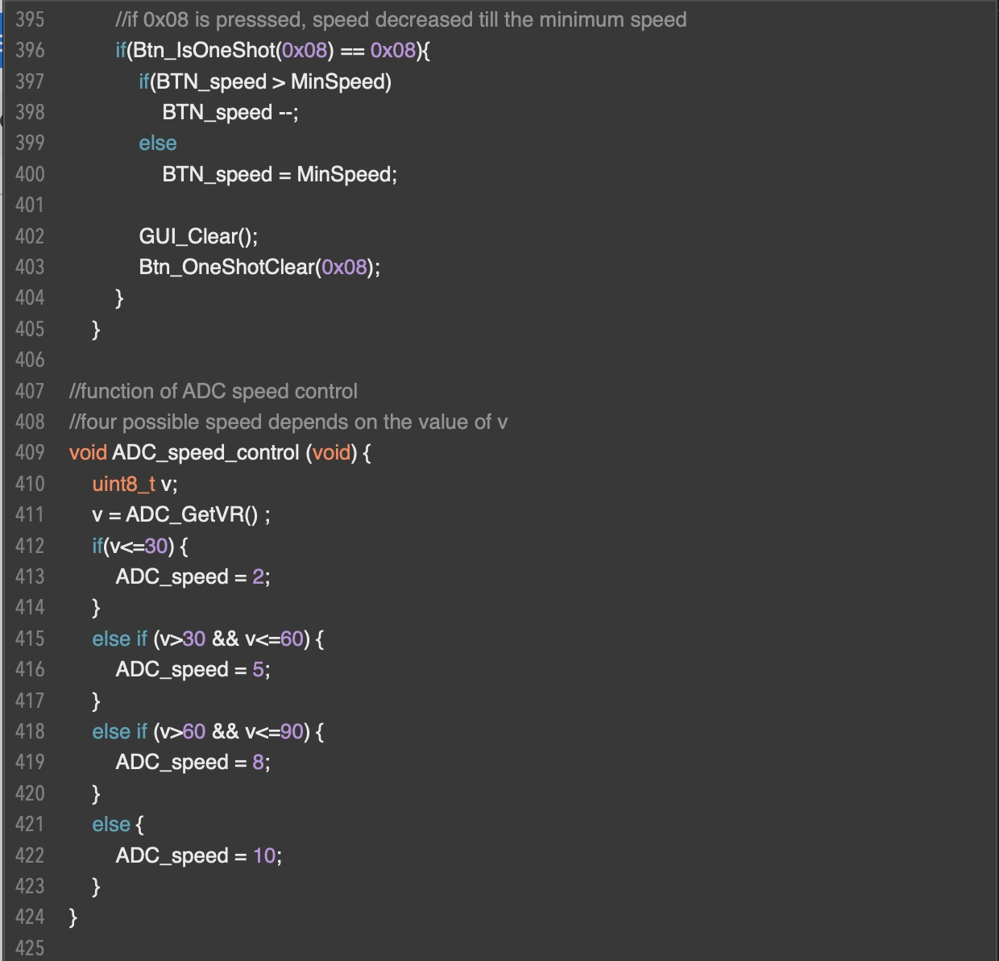 395 //if 0x08 is presssed, speed decreased till the minimum speed
396 if(Btn_IsOneShot(0x08) == 0x08){
397 if(BTN_speed > MinSpeed)
398 BTN_speed --;
399 else
400 BTN_speed = MinSpeed;
401
402 GUI_Clear();
403 Btn_OneShotClear(0x08);
404 }
405 }
406
407 //function of ADC speed control
408 //four possible speed depends on the value of v
409 void ADC_speed_control (void) {
410 uint8_t v;
411 v = ADC_GetVR() ;
412 if(v<=30) {
413 ADC_speed = 2;
414 }
415 else if (v>30 && v<=60) {
416 ADC_speed = 5;
417 }
418 else if (v>60 && v<=90) {
419 ADC_speed = 8;
420 }
421 else {
422 ADC_speed = 10;
423 }
424 }
425